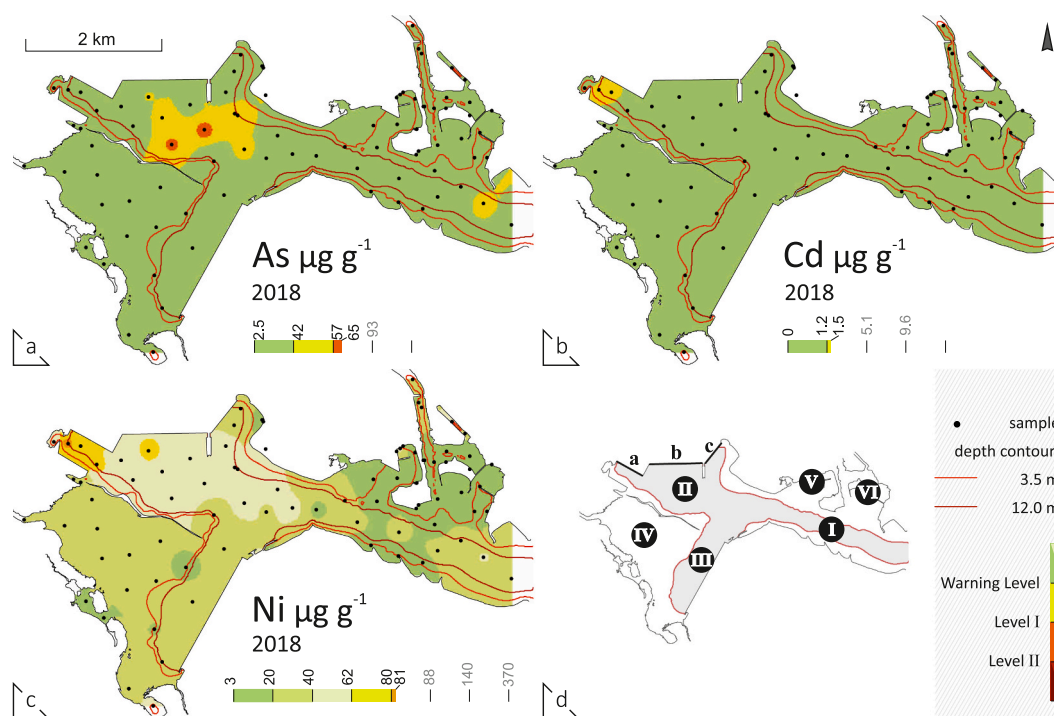 2 km
As µg g-1
2018
2.5
42
57
65
93
a
Cd µg g-1
2018
0
1.2
1.5
5.1
9.6
b
Ni µg g-1
2018
3
20
40
62
80
81
88
140
370
c
a
b
c
II
V
VI
IV
I
III
d
sample
depth contour
3.5 m
12.0 m
Warning Level
Level I
Level II